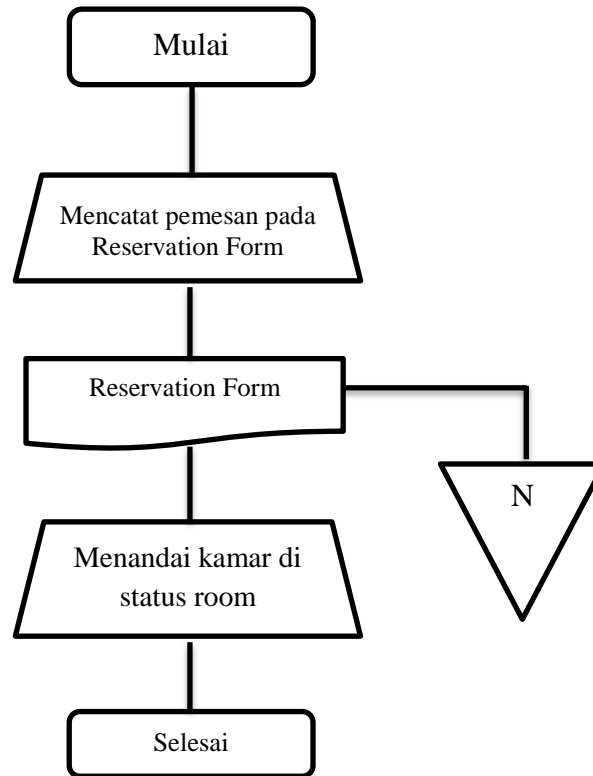 Mulai
Mencatat pemesan pada
Reservation Form
Reservation Form
N
Menandai kamar di
status room
Selesai